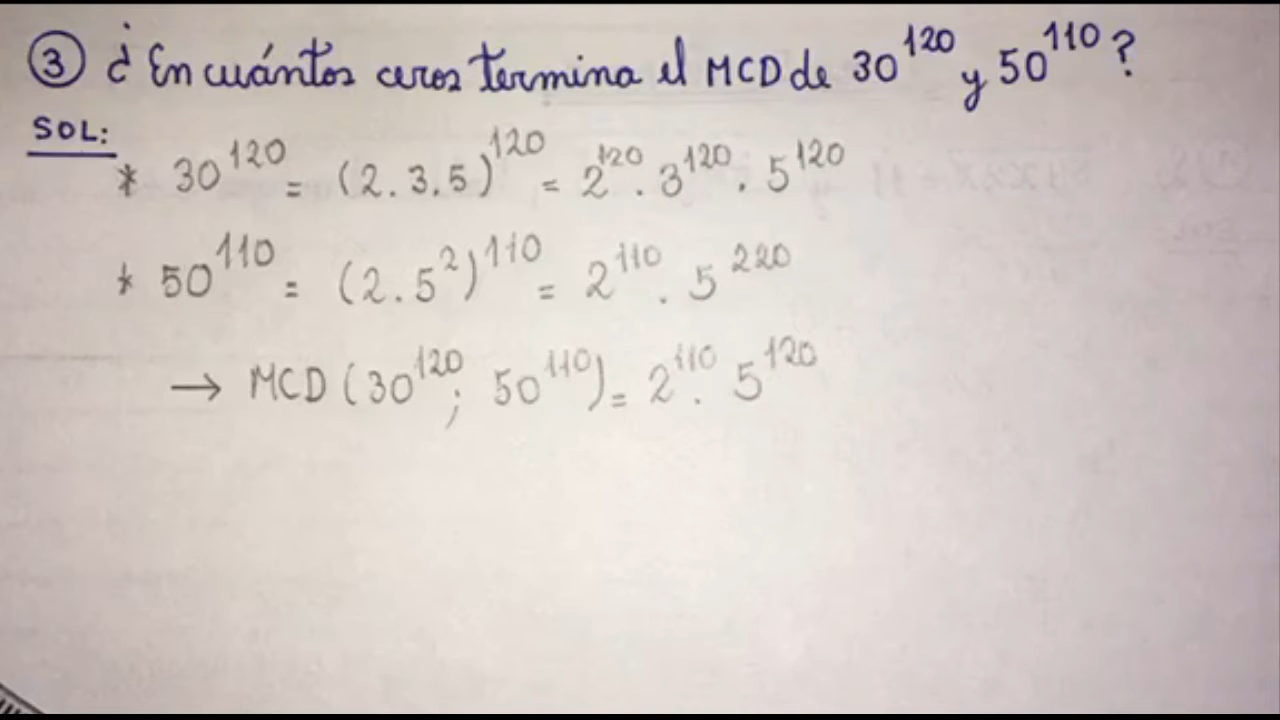 ③ ¿En cuántos ceros termina el MCD de 30^120 y 50^110?
SOL:
* 30^120 = (2.3.5)^120 = 2^120 . 3^120 . 5^120
* 50^110 = (2.5^2)^110 = 2^110 . 5^220
→ MCD (30^120; 50^110) = 2^110 . 5^120